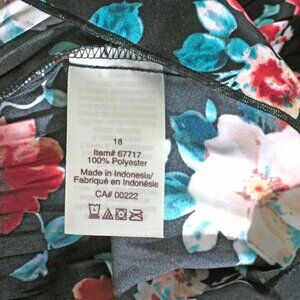 18
Item# 67717
100% Polyester
Made in Indonesia/
Fabriqué en Indonésie
CA# 00222